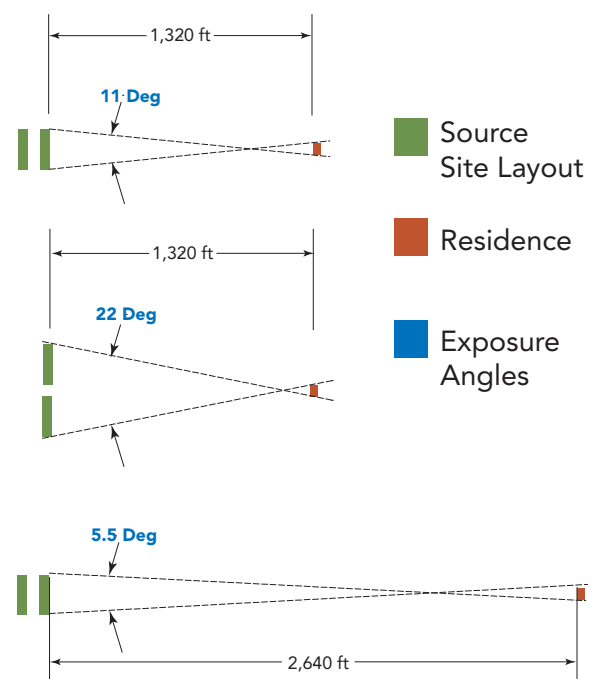 1,320 ft
11 Deg
Source
Site Layout
Residence
1,320 ft
22 Deg
Exposure
Angles
5.5 Deg
2,640 ft